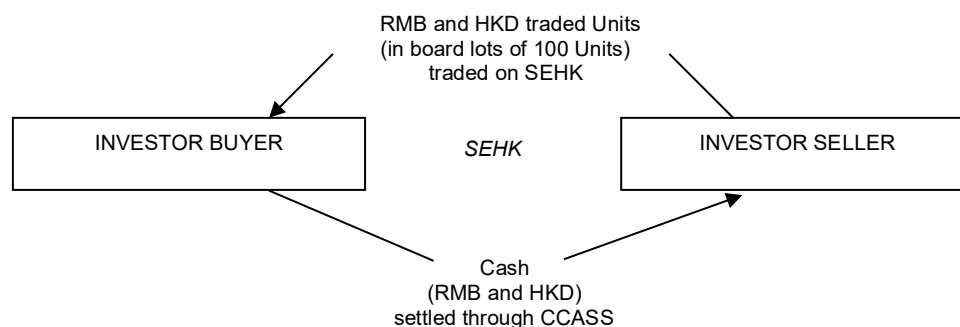 RMB and HKD traded Units
(in board lots of 100 Units)
traded on SEHK
INVESTOR BUYER
SEHK
INVESTOR SELLER
Cash
(RMB and HKD)
settled through CCASS